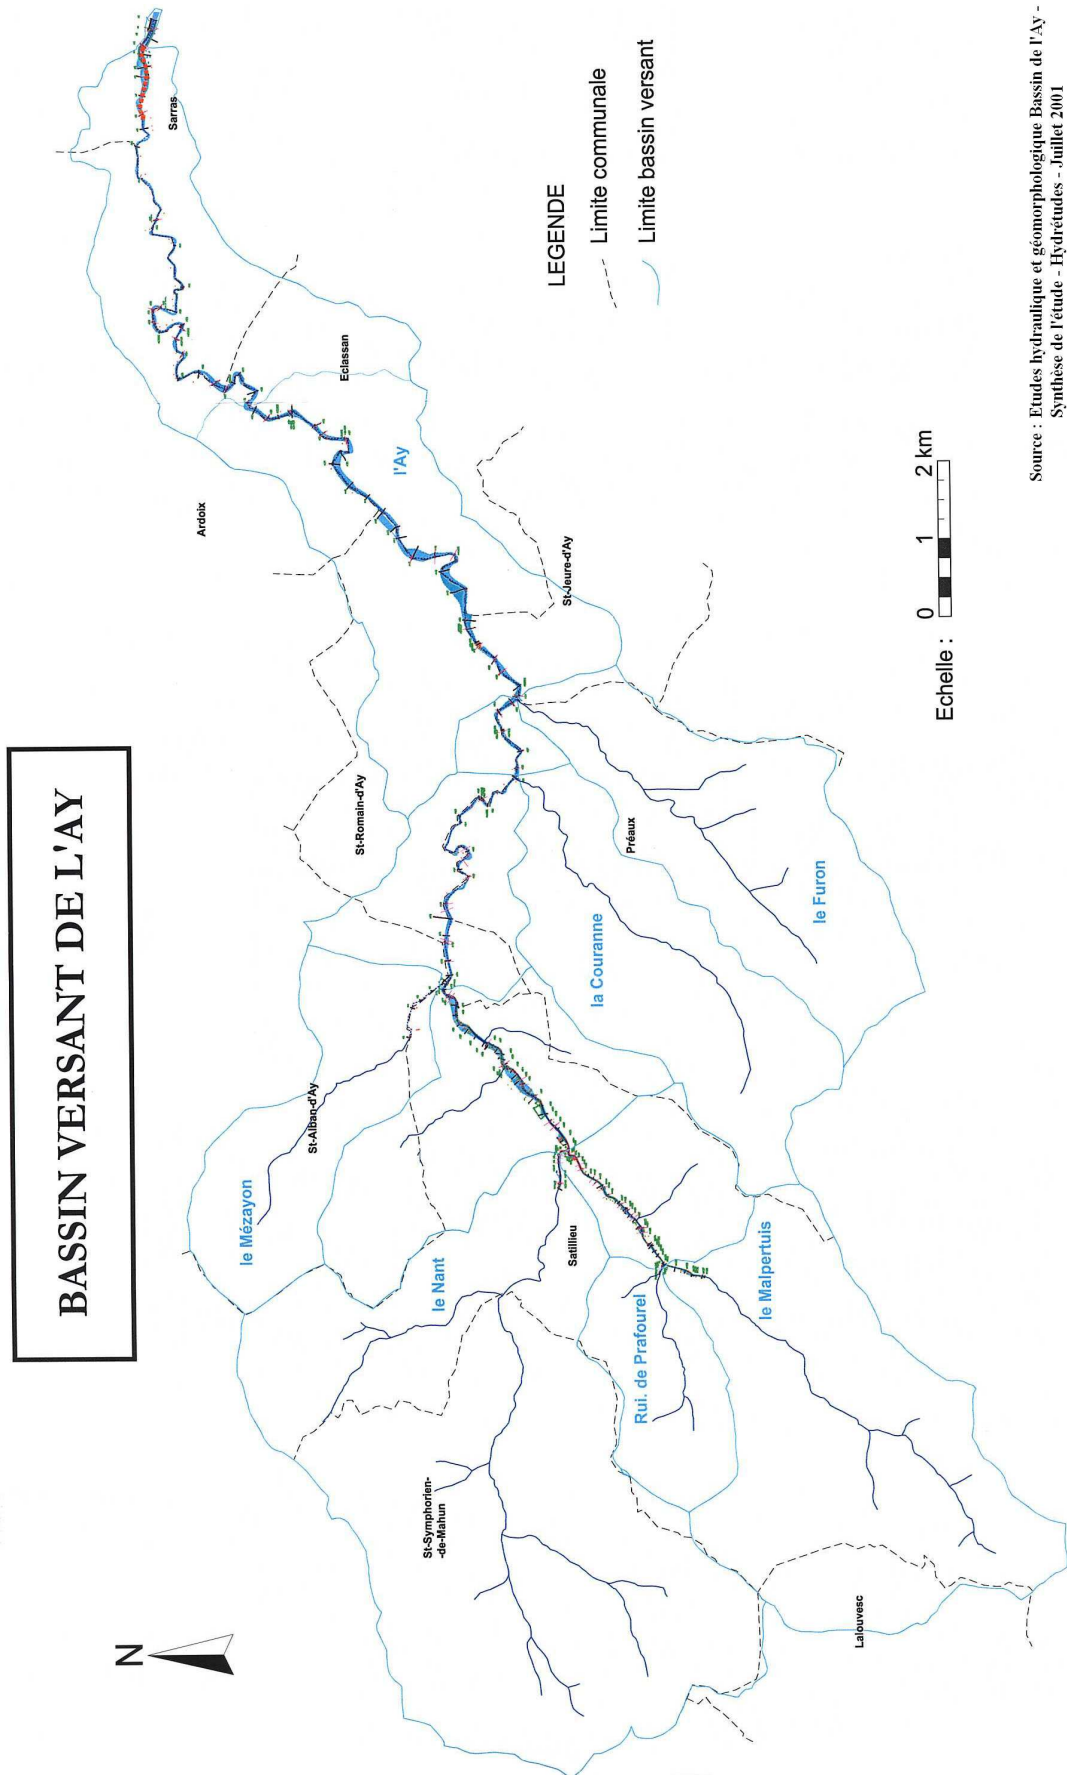 BASSIN VERSANT DE L'AY
N
Sarras
Eclassan
Ardoix
l'Ay
St-Jeure-d'Ay
St-Romain-d'Ay
Préaux
le Furon
la Couranne
St-Alban-d'Ay
le Mézayon
le Nant
Satillieu
le Malpertuis
Rui. de Prafourel
St-Symphorien-
-de-Mahun
Lalouvesc
LEGENDE
Limite communale
Limite bassin versant
Echelle :
0 1 2 km
Source : Etudes hydraulique et géomorphologique Bassin de l'Ay -
Synthèse de l'étude - Hydrétudes - Juillet 2001